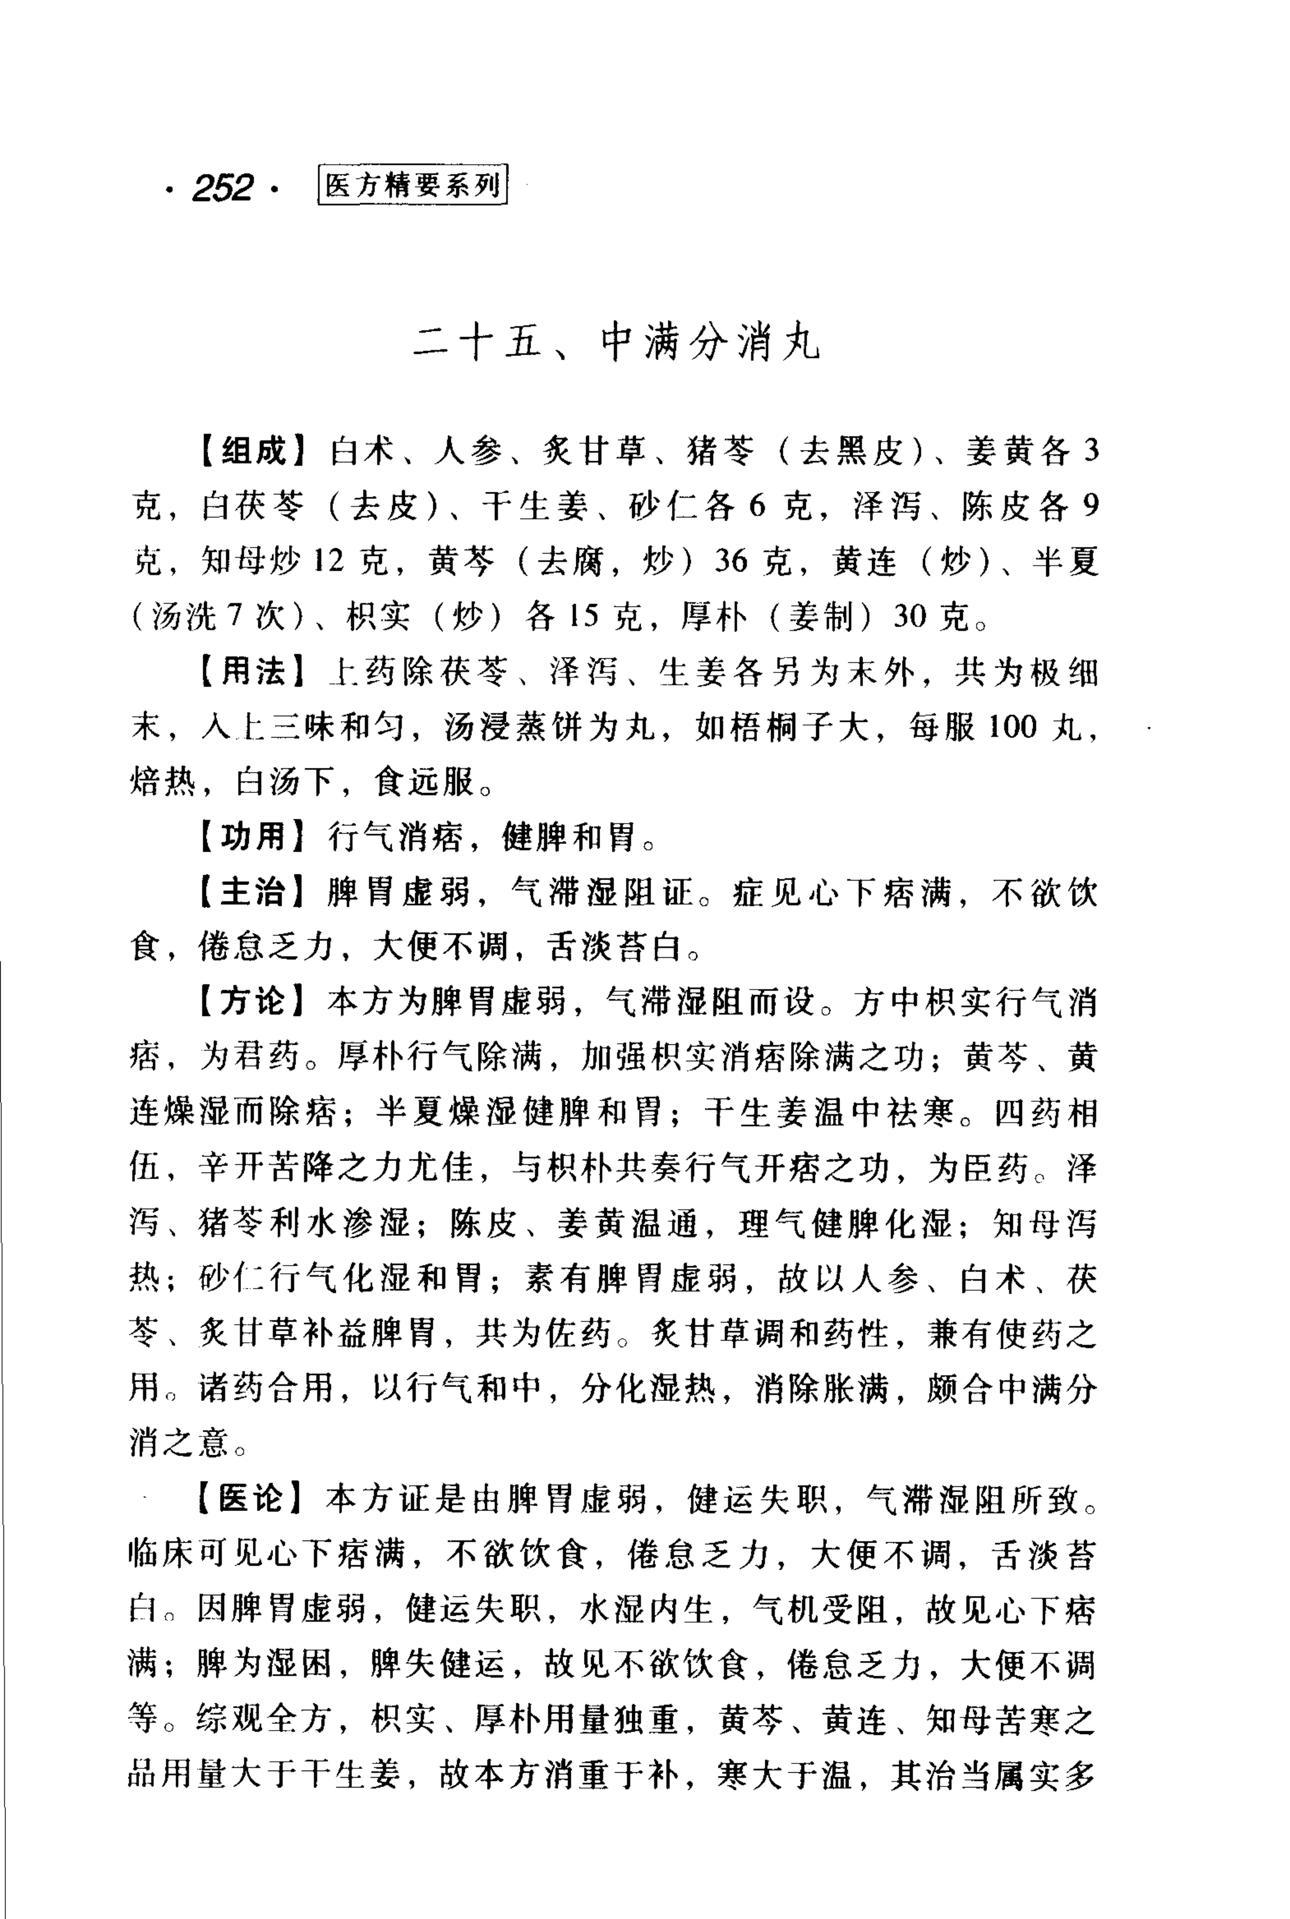 ·252· 医方精要系列
二十五、中满分消丸
【组成】白术、人参、炙甘草、猪苓（去黑皮）、姜黄各3
克，白茯苓（去皮）、干生姜、砂仁各6克，泽泻、陈皮各9
克，知母炒12克，黄芩（去腐，炒）36克，黄连（炒）、半夏
（汤洗7次）、枳实（炒）各15克，厚朴（姜制）30克。
【用法】上药除茯苓、泽泻、生姜各另为末外，共为极细
末，入上三味和匀，汤浸蒸饼为丸，如梧桐子大，每服100丸，
焙热，白汤下，食远服。
【功用】行气消痞，健脾和胃。
【主治】脾胃虚弱，气滞湿阻证。症见心下痞满，不欲饮
食，倦怠乏力，大便不调，舌淡苔白。
【方论】本方为脾胃虚弱，气滞湿阻而设。方中枳实行气消
痞，为君药。厚朴行气除满，加强枳实消痞除满之功；黄芩、黄
连燥湿而除痞；半夏燥湿健脾和胃；干生姜温中祛寒。四药相
伍，辛开苦降之力尤佳，与枳朴共奏行气开痞之功，为臣药。泽
泻、猪苓利水渗湿；陈皮、姜黄温通，理气健脾化湿；知母泻
热；砂仁行气化湿和胃；素有脾胃虚弱，故以人参、白术、茯
苓、炙甘草补益脾胃，共为佐药。炙甘草调和药性，兼有使药之
用。诸药合用，以行气和中，分化湿热，消除胀满，颇合中满分
消之意。
【医论】本方证是由脾胃虚弱，健运失职，气滞湿阻所致。
临床可见心下痞满，不欲饮食，倦怠乏力，大便不调，舌淡苔
白。因脾胃虚弱，健运失职，水湿内生，气机受阻，故见心下痞
满；脾为湿困，脾失健运，故见不欲饮食，倦怠乏力，大便不调
等。综观全方，枳实、厚朴用量独重，黄芩、黄连、知母苦寒之
品用量大于干生姜，故本方消重于补，寒大于温，其治当属实多